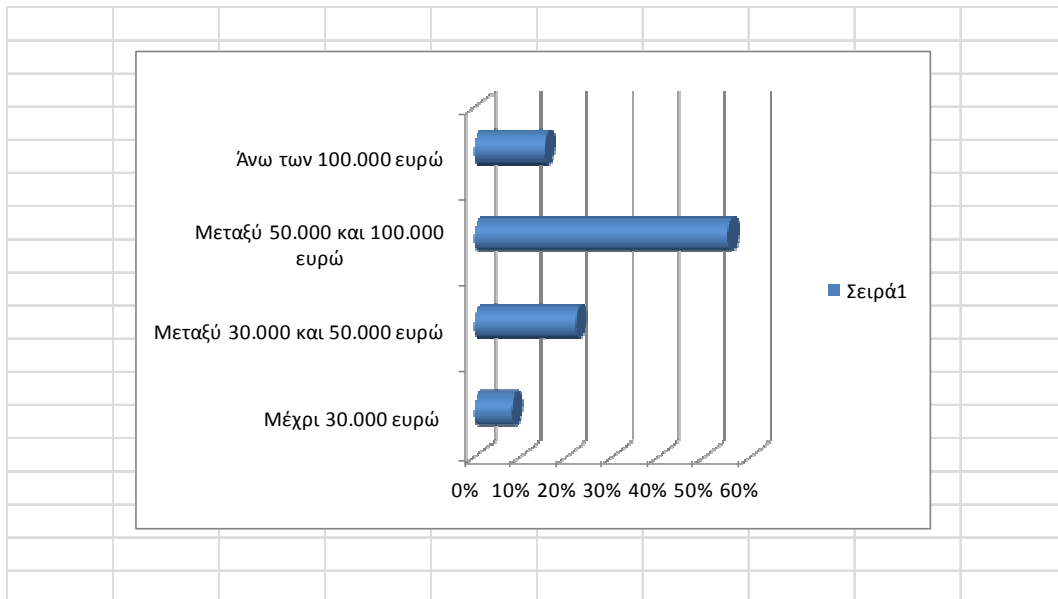 Άνω των 100.000 ευρώ
Μεταξύ 50.000 και 100.000
ευρώ
Μεταξύ 30.000 και 50.000 ευρώ
Μέχρι 30.000 ευρώ
0% 10% 20% 30% 40% 50% 60%
Σειρά1